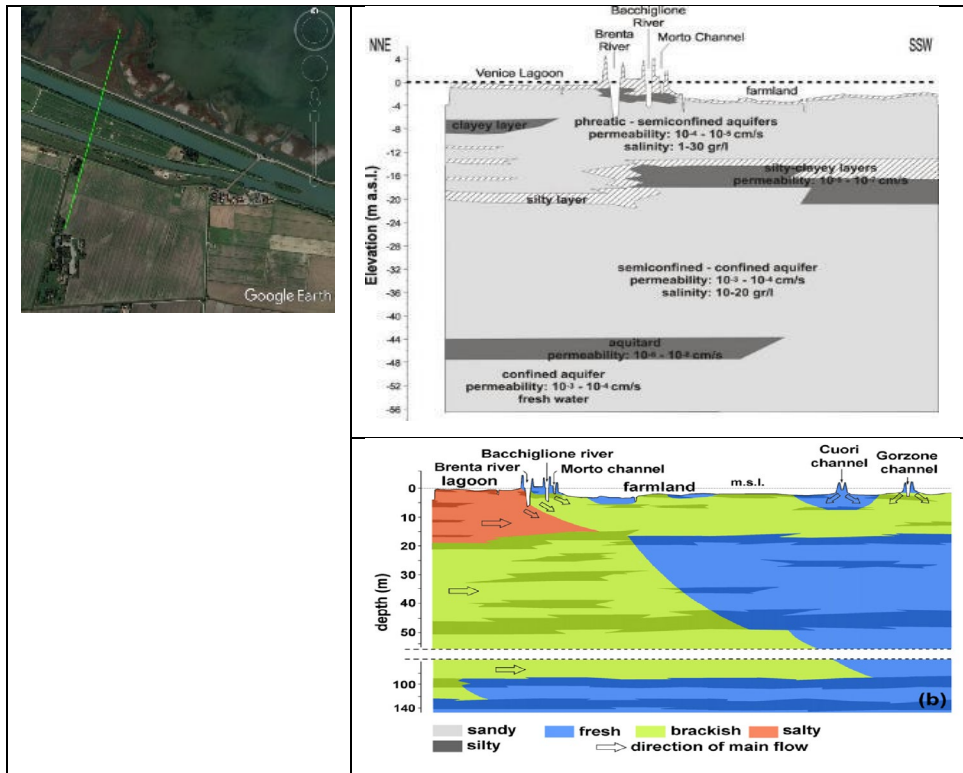 Google Earth
NNE
Brenta
River
Bacchiglione
River
Morto Channel
SSW
Venice Lagoon
farmland
Elevation (m a.s.l.)
4
0
-4
-8
-12
-16
-20
-24
-28
-32
-36
-40
-44
-48
-52
-56
clayey layer
phreatic - semiconfined aquifers
permeability: 10-4 - 10-5 cm/s
salinity: 1-30 gr/l
silty-clayey layers
silty layer
semiconfined - confined aquifer
permeability: 10-3 - 10-4 cm/s
salinity: 10-20 gr/l
aquitard
confined aquifer
permeability: 10-3 - 10-4 cm/s
fresh water
Bacchiglione river
Brenta river
Morto channel
lagoon
farmland
m.s.l.
Cuori
channel
Gorzone
channel
depth (m)
0
10
20
30
40
50
100
140
(b)
sandy
fresh
brackish
salty
silty
direction of main flow